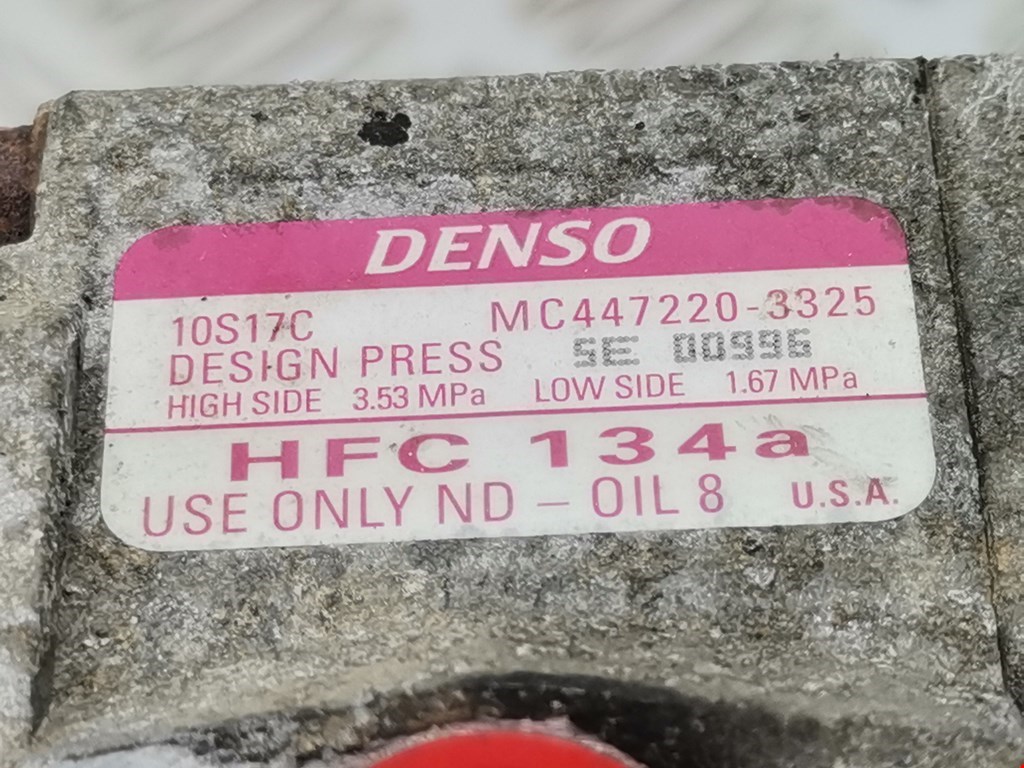 DENSO
10S17C MC447220-3325
DESIGN PRESS 5E 00996
HIGH SIDE 3.53 MPa LOW SIDE 1.67 MPa
HFC 134a
USE ONLY ND - OIL 8 U.S.A.